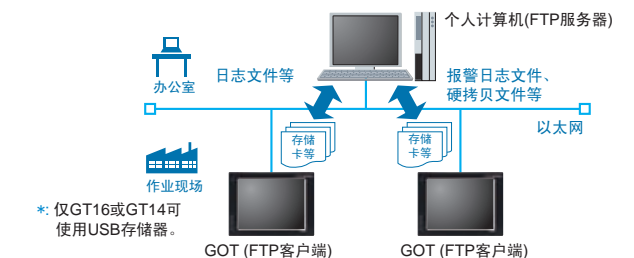 个人计算机(FTP服务器)
办公室
日志文件等
报警日志文件、
硬拷贝文件等
以太网
存储
卡等
存储
卡等
作业现场
*: 仅GT16或GT14可
使用USB存储器。
GOT (FTP客户端)
GOT (FTP客户端)